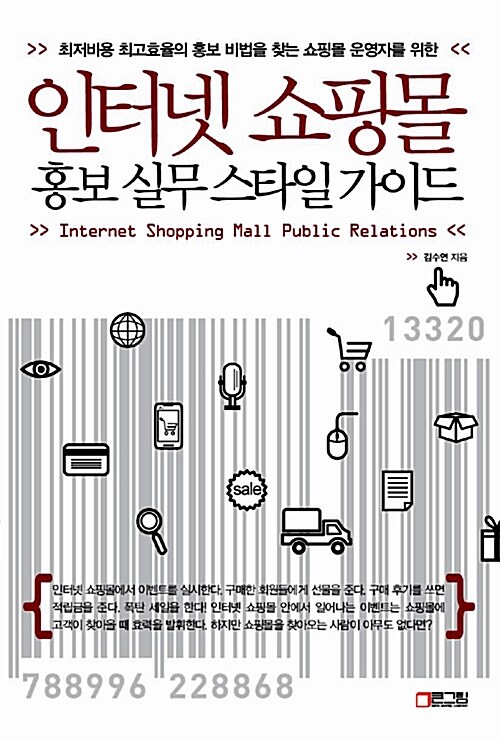 >> 최저비용 최고효율의 홍보 비법을 찾는 쇼핑몰 운영자를 위한 <<
인터넷 쇼핑몰
홍보 실무 스타일 가이드
>> Internet Shopping Mall Public Relations <<
>> 김수연 지음
13320
sale
인터넷 쇼핑몰에서 이벤트를 실시한다. 구매한 회원들에게 선물을 준다. 구매 후기를 쓰면
적립금을 준다. 폭탄 세일을 한다! 인터넷 쇼핑몰 안에서 일어나는 이벤트는 쇼핑몰에
고객이 찾아올 때 효력을 발휘한다. 하지만 쇼핑몰을 찾아오는 사람이 아무도 없다면?
788996 228868
큰그림